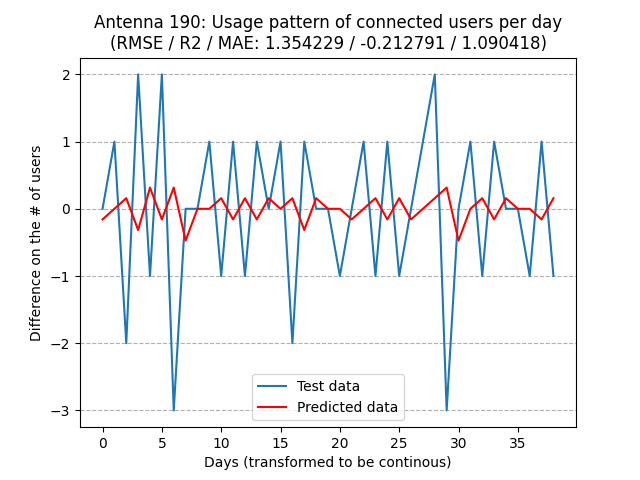 Antenna 190: Usage pattern of connected users per day
(RMSE / R2 / MAE: 1.354229 / -0.212791 / 1.090418)
Difference on the # of users
2
1
0
−1
−2
−3
Test data
Predicted data
0 5 10 15 20 25 30 35
Days (transformed to be continous)